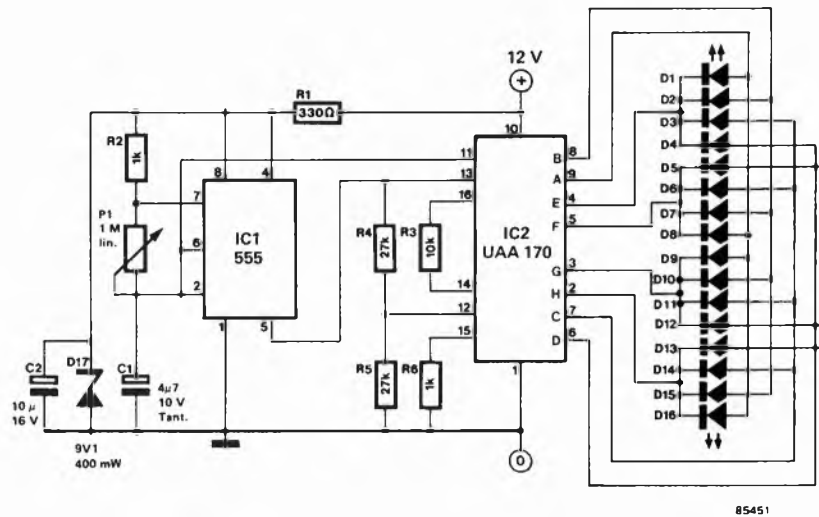 12 V
+
R1
330Ω
R2
1k
P1
1 M
lin.
8
4
7
6
2
1
5
IC1
555
C2
10 µ
16 V
D17
9V1
400 mW
C1
4µ7
10 V
Tant.
R4
27k
R3
10k
R5
27k
R6
1k
10
11
13
16
14
12
15
1
IC2
UAA 170
B
A
E
F
G
H
C
D
8
9
4
5
3
2
7
6
0
D1
D2
D3
D4
D5
D6
D7
D8
D9
D10
D11
D12
D13
D14
D15
D16
85451